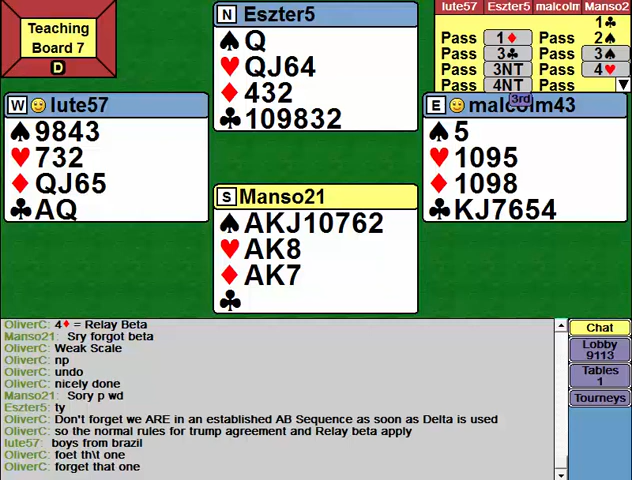 Teaching
Board 7
D
N Eszter5
♠Q
♥QJ64
♦432
♣109832
lute57 Eszter5 malcolm Manso2
1♣
Pass 1♦ Pass 2♠
Pass 3♣ Pass 3♠
Pass 3NT Pass 4♥
Pass 4NT Pass ▼
3rd
W lute57
♠9843
♥732
♦QJ65
♣AQ
E malcolm43
♠5
♥1095
♦1098
♣KJ7654
S Manso21
♠AKJ10762
♥AK8
♦AK7
♣
OliverC: 4♦ = Relay Beta
Manso21: Sry forgot beta
OliverC: Weak Scale
OliverC: np
OliverC: undo
OliverC: nicely done
Manso21: Sory p wd
Eszter5: ty
OliverC: Don't forget we ARE in an established AB Sequence as soon as Delta is used
OliverC: so the normal rules for trump agreement and Relay beta apply
lute57: boys from brazil
OliverC: foet th\t one
OliverC: forget that one
Chat
Lobby
9113
Tables
1
Tourneys